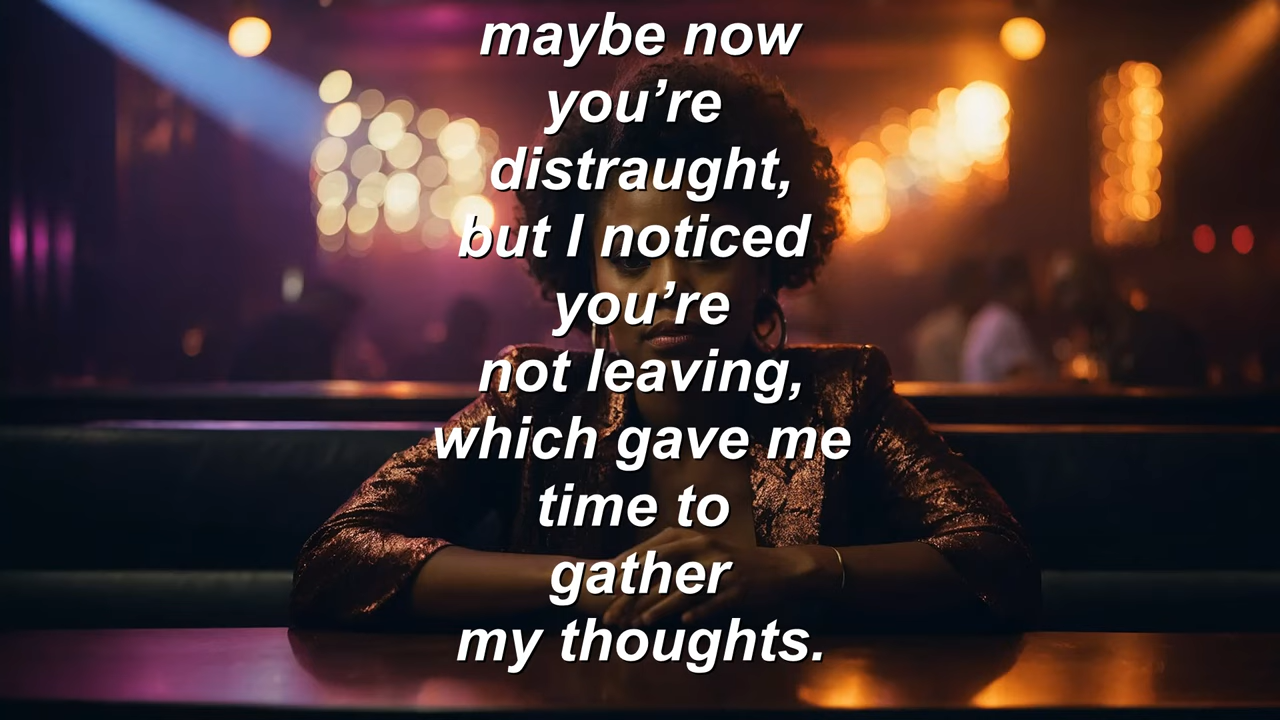 maybe now
you’re
distraught,
but I noticed
you’re
not leaving,
which gave me
time to
gather
my thoughts.